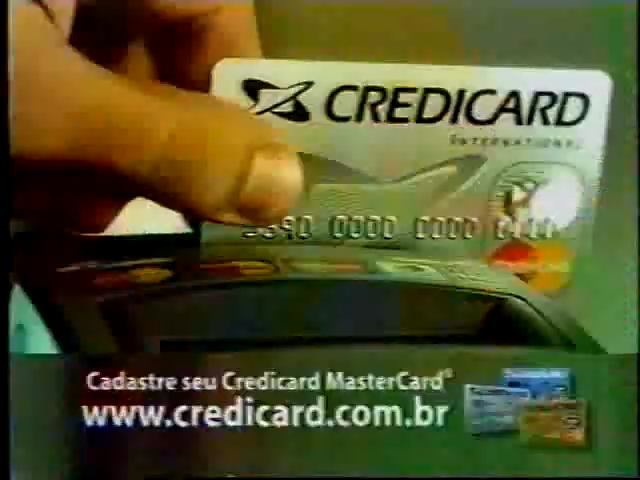 CREDICARD
INTERNATIONAL
0000 0000
Cadastre seu Credicard MasterCard®
www.credicard.com.br